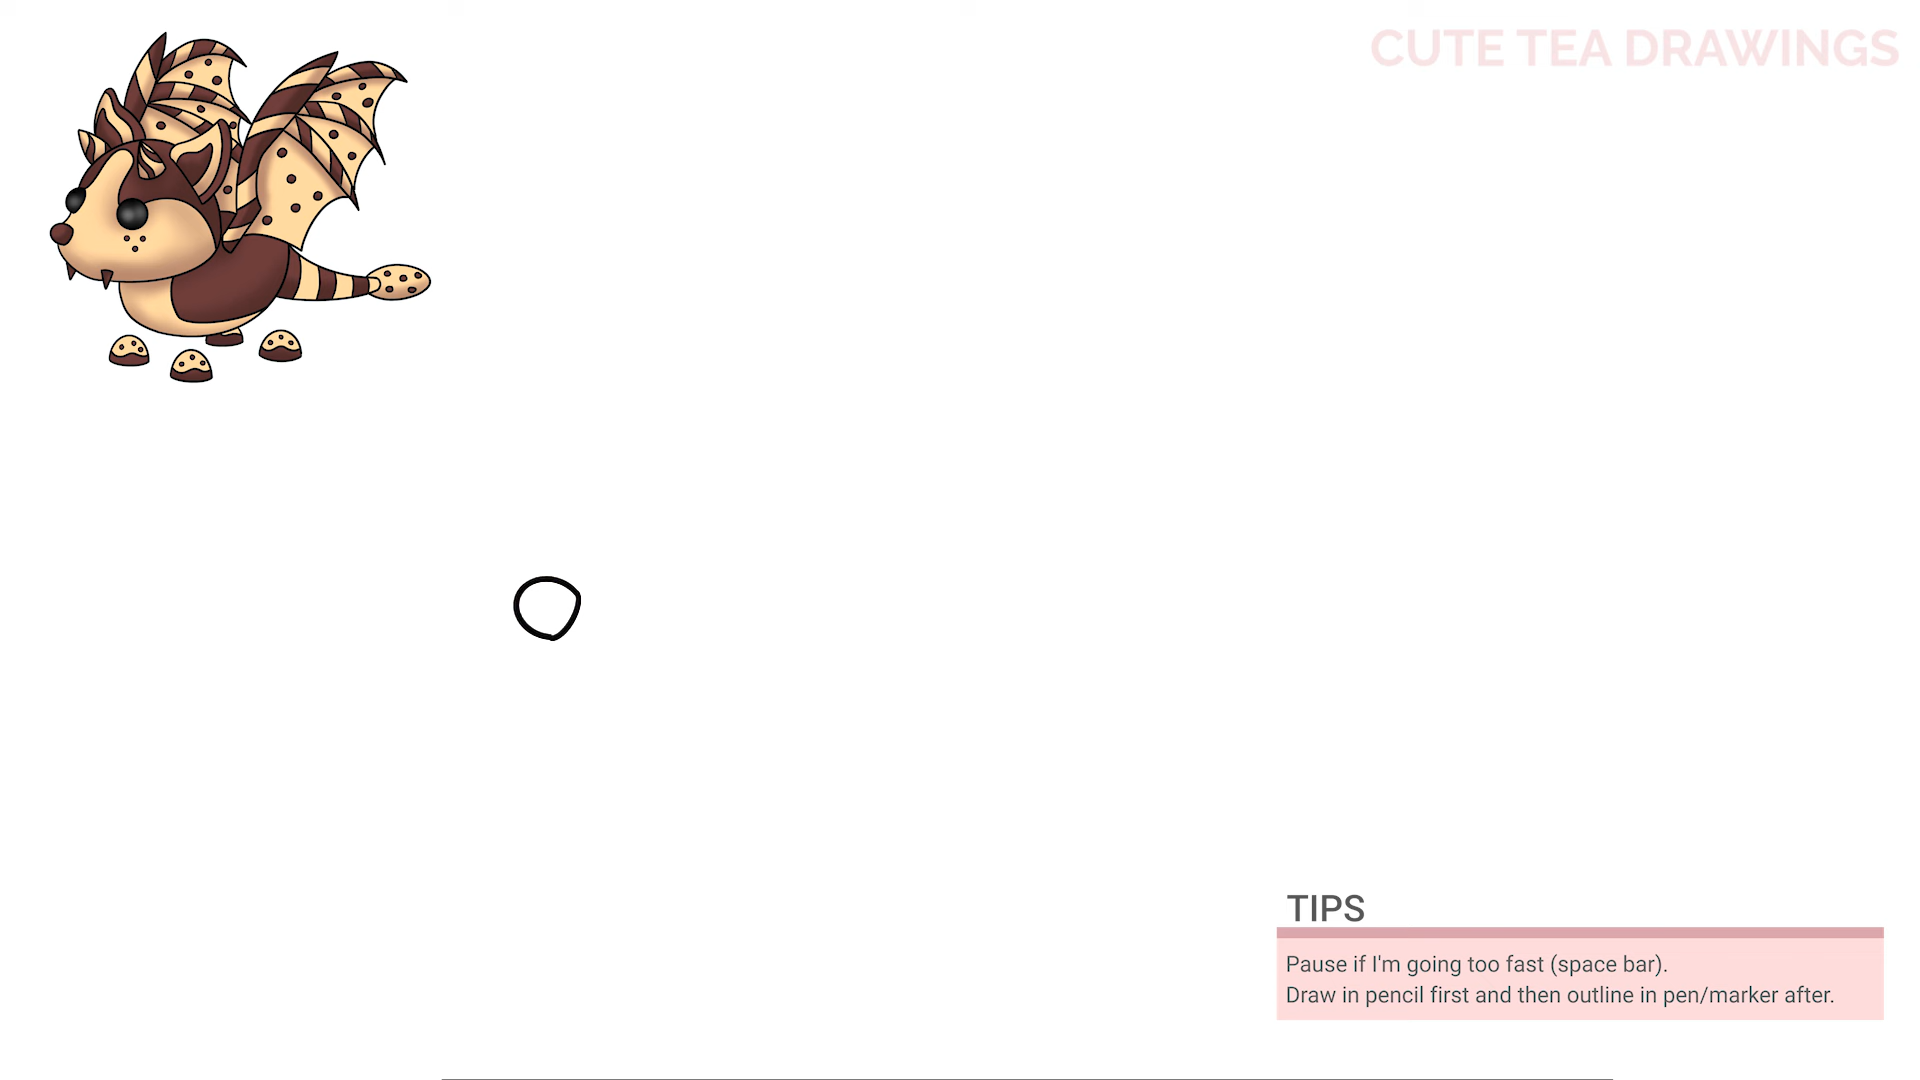 CUTE TEA DRAWINGS
TIPS
Pause if I'm going too fast (space bar).
Draw in pencil first and then outline in pen/marker after.